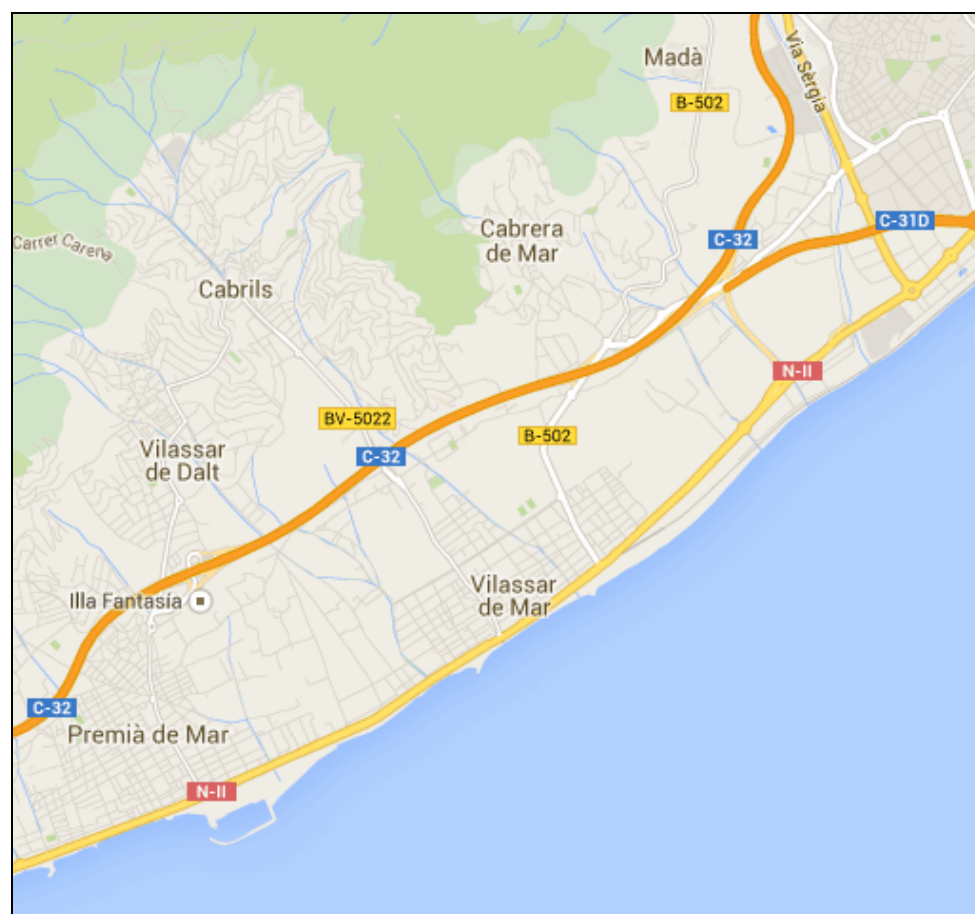 Madà
Via Sèrgia
B-502
C-31D
Cabrera
de Mar
C-32
Carrer Carena
Cabrils
N-II
BV-5022
B-502
Vilassar
de Dalt
C-32
Vilassar
de Mar
Illa Fantasía
C-32
Premià de Mar
N-II